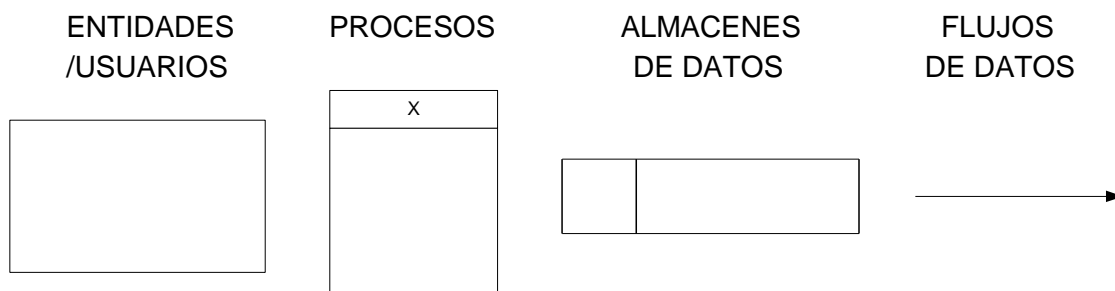 ENTIDADES
/USUARIOS
PROCESOS
ALMACENES
DE DATOS
FLUJOS
DE DATOS
X